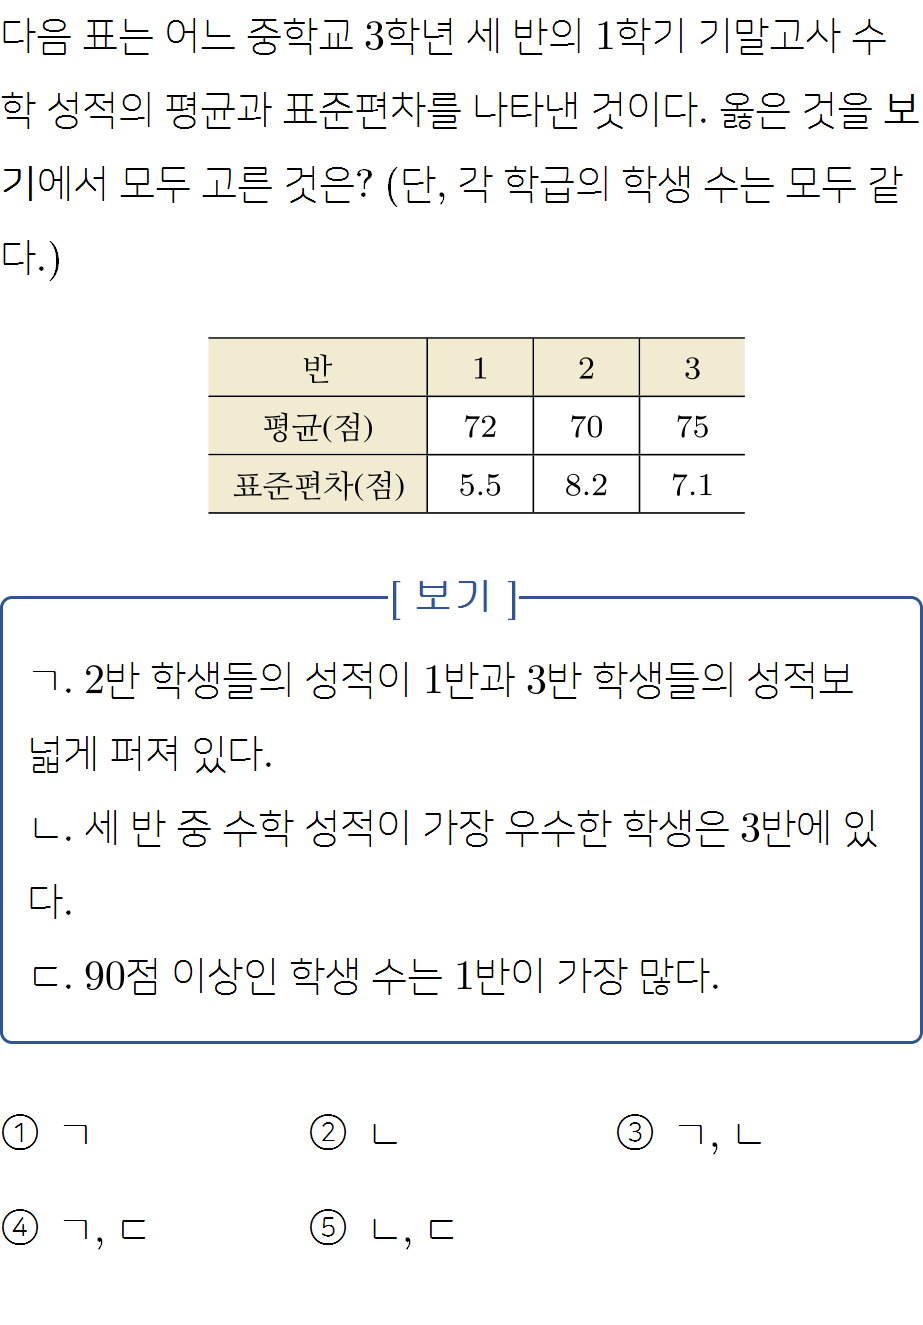 다음 표는 어느 중학교 3학년 세 반의 1학기 기말고사 수
학 성적의 평균과 표준편차를 나타낸 것이다. 옳은 것을 보
기에서 모두 고른 것은? (단, 각 학급의 학생 수는 모두 같
다.)
반 1 2 3
평균(점) 72 70 75
표준편차(점) 5.5 8.2 7.1
[ 보기 ]
ㄱ. 2반 학생들의 성적이 1반과 3반 학생들의 성적보
넓게 퍼져 있다.
ㄴ. 세 반 중 수학 성적이 가장 우수한 학생은 3반에 있
다.
ㄷ. 90점 이상인 학생 수는 1반이 가장 많다.
① ㄱ ② ㄴ ③ ㄱ, ㄴ
④ ㄱ, ㄷ ⑤ ㄴ, ㄷ